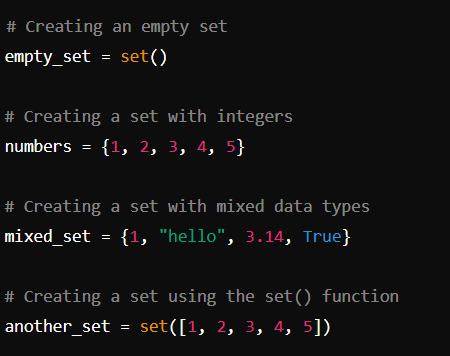 # Creating an empty set
empty_set = set()
# Creating a set with integers
numbers = {1, 2, 3, 4, 5}
# Creating a set with mixed data types
mixed_set = {1, "hello", 3.14, True}
# Creating a set using the set() function
another_set = set([1, 2, 3, 4, 5])